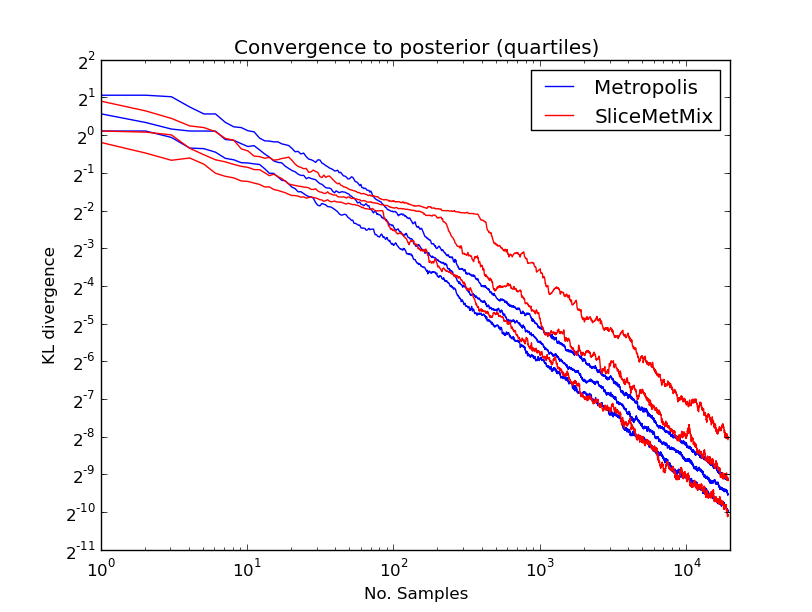 Convergence to posterior (quartiles)
Metropolis
SliceMetMix
KL divergence
2^2
2^1
2^0
2^-1
2^-2
2^-3
2^-4
2^-5
2^-6
2^-7
2^-8
2^-9
2^-10
2^-11
10^0 10^1 10^2 10^3 10^4
No. Samples